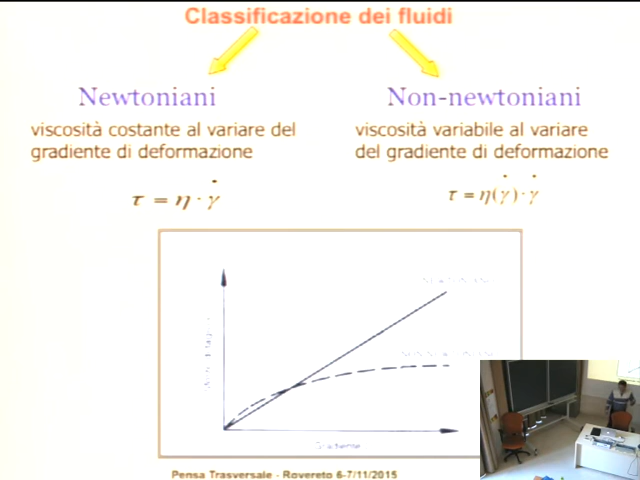 Classificazione dei fluidi
Newtoniani
viscosità costante al variare del
gradiente di deformazione
τ = η · γ̇
Non-newtoniani
viscosità variabile al variare
del gradiente di deformazione
τ = η(γ̇) · γ̇
Gradiente
Pensa Trasversale - Rovereto 6-7/11/2015